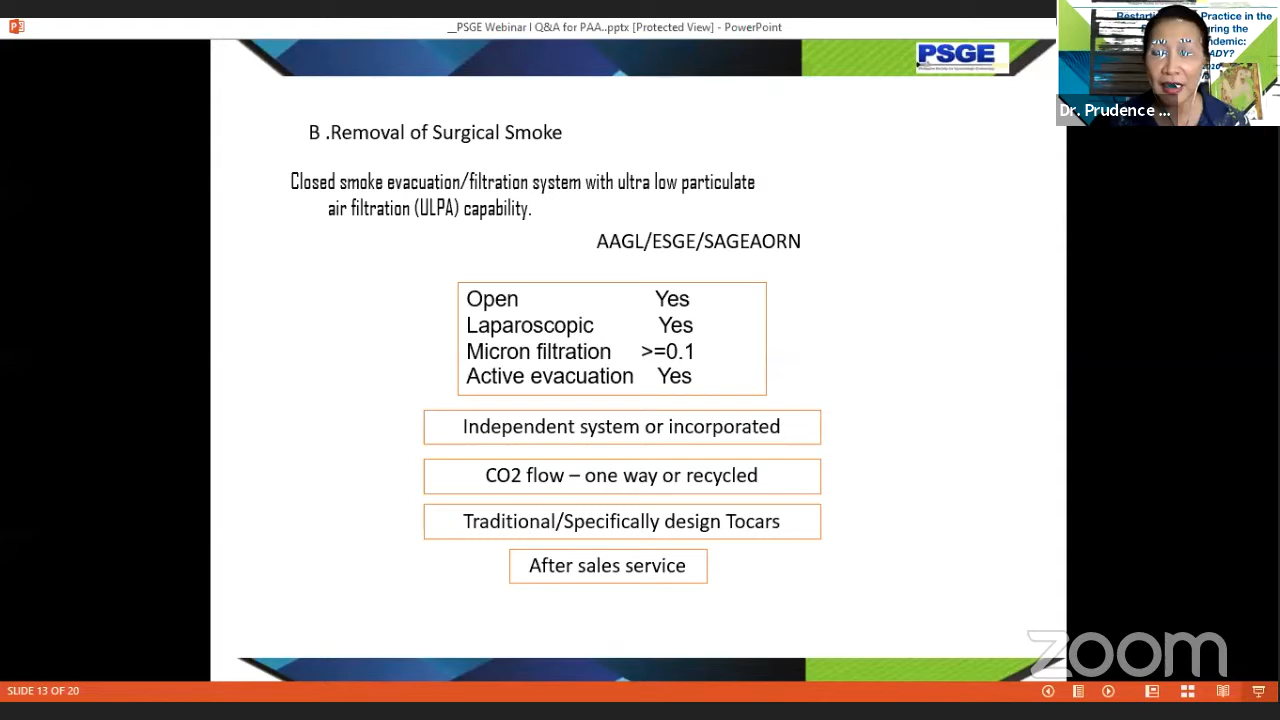 __PSGE Webinar I Q&A for PAA..pptx [Protected View] - PowerPoint
PSGE
Practice in the
uring the
demic:
ADY?
Dr. Prudence ...
B .Removal of Surgical Smoke
Closed smoke evacuation/filtration system with ultra low particulate
air filtration (ULPA) capability.
AAGL/ESGE/SAGEAORN
Open Yes
Laparoscopic Yes
Micron filtration >=0.1
Active evacuation Yes
Independent system or incorporated
CO2 flow – one way or recycled
Traditional/Specifically design Tocars
After sales service
zoom
SLIDE 13 OF 20